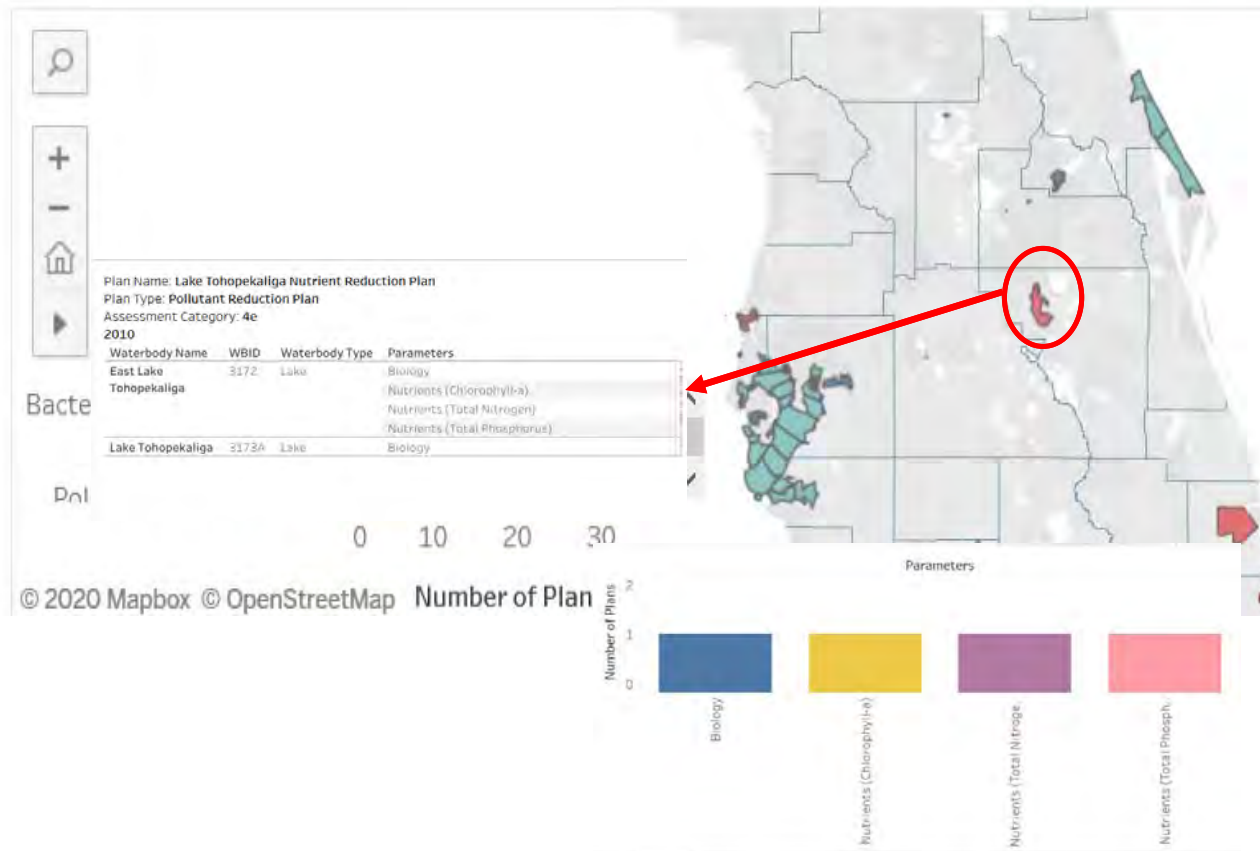 Plan Name: Lake Tohopekaliga Nutrient Reduction Plan
Plan Type: Pollutant Reduction Plan
Assessment Category: 4e
2010
Waterbody Name WBID Waterbody Type Parameters
East Lake 3172 Lake Biology
Tohopekaliga Nutrients (Chlorophyll-a)
Nutrients (Total Nitrogen)
Nutrients (Total Phosphorus)
Lake Tohopekaliga 3173A Lake Biology
Bacte
Pol
0 10 20 30
© 2020 Mapbox © OpenStreetMap Number of Plan
Parameters
Number of Plans
2
1
0
Biology
Nutrients (Chlorophyll-a)
Nutrients (Total Nitroge.
Nutrients (Total Phosph.